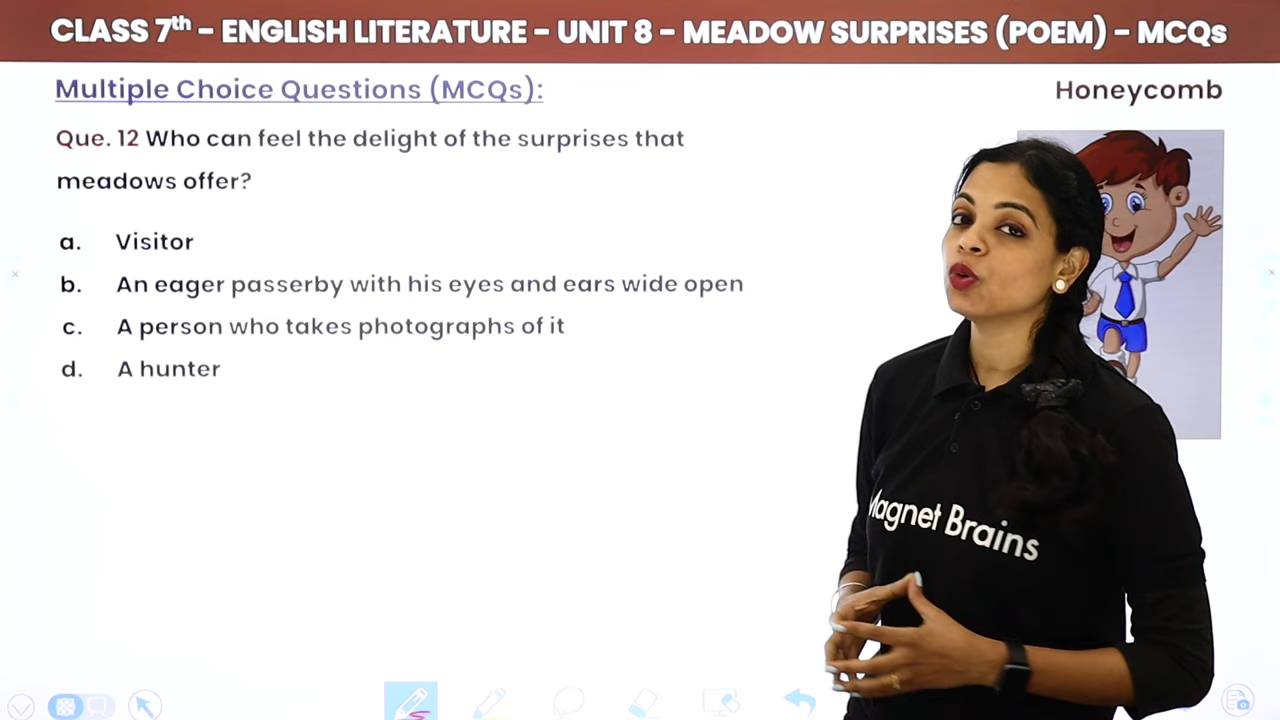 CLASS 7th – ENGLISH LITERATURE – UNIT 8 – MEADOW SURPRISES (POEM) – MCQs
Multiple Choice Questions (MCQs):
Honeycomb
Que. 12 Who can feel the delight of the surprises that
meadows offer?
a. Visitor
b. An eager passerby with his eyes and ears wide open
c. A person who takes photographs of it
d. A hunter
Magnet Brains